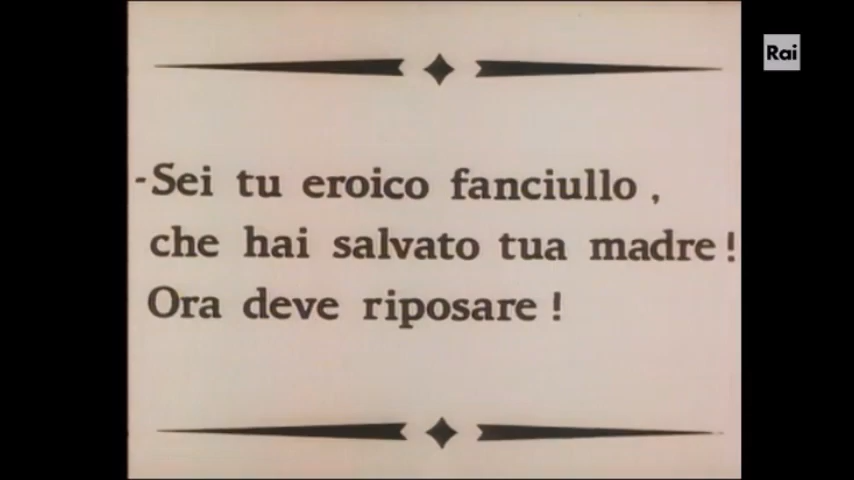 Rai
-Sei tu eroico fanciullo,
che hai salvato tua madre!
Ora deve riposare!